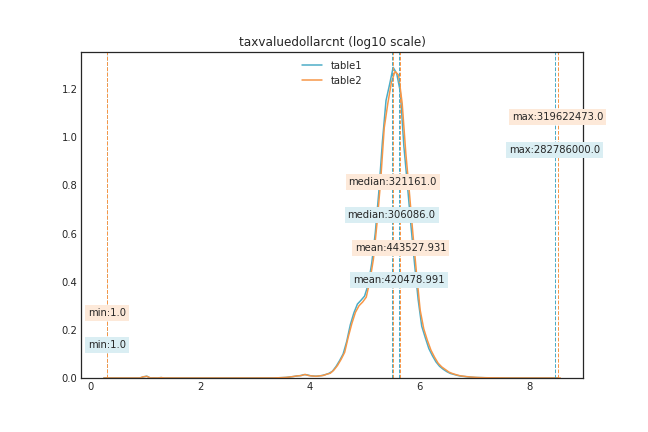 taxvaluedollarcnt (log10 scale)
table1
table2
max:319622473.0
max:282786000.0
median:321161.0
median:306086.0
mean:443527.931
mean:420478.991
min:1.0
min:1.0
1.2
1.0
0.8
0.6
0.4
0.2
0.0
0 2 4 6 8